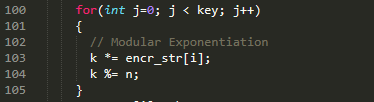 100 for(int j=0; j < key; j++)
101 {
102 // Modular Exponentiation
103 k *= encr_str[i];
104 k %= n;
105 }